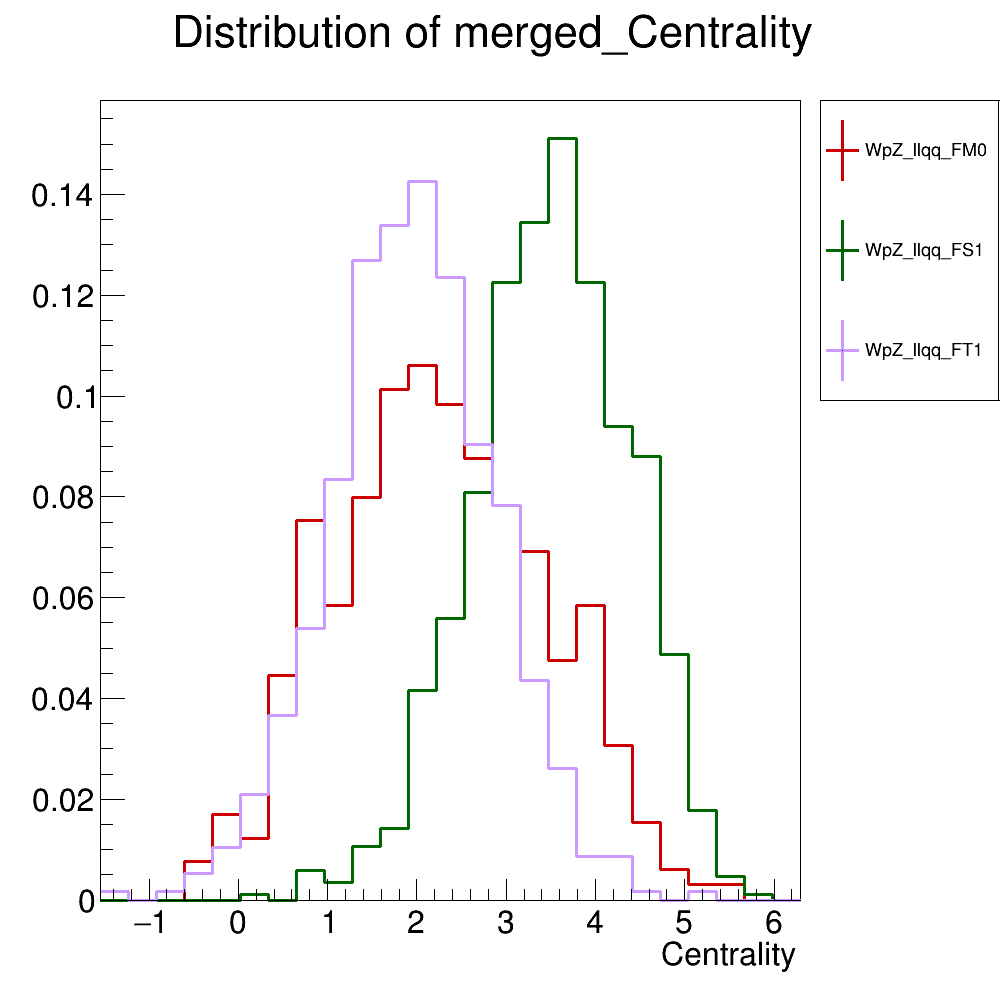 Distribution of merged_Centrality
0.14
0.12
0.1
0.08
0.06
0.04
0.02
0
−1 0 1 2 3 4 5 6
Centrality
WpZ_llqq_FM0
WpZ_llqq_FS1
WpZ_llqq_FT1